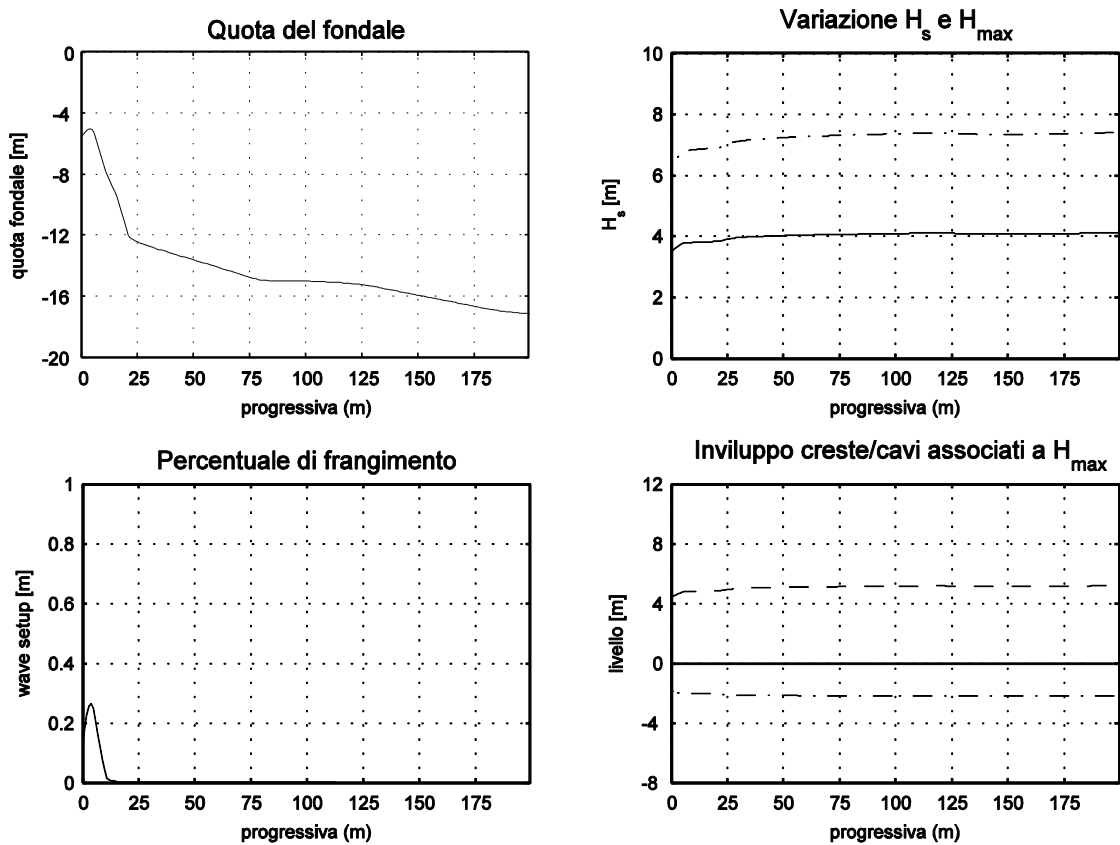 Quota del fondale
-0
-4
-8
-12
-16
-20
quota fondale [m]
0 25 50 75 100 125 150 175
progressiva (m)
Variazione Hs e Hmax
10
8
6
4
2
0
Hs [m]
0 25 50 75 100 125 150 175
progressiva (m)
Percentuale di frangimento
1
0.8
0.6
0.4
0.2
0
wave setup [m]
0 25 50 75 100 125 150 175
progressiva (m)
Inviluppo creste/cavi associati a Hmax
12
8
4
0
-4
-8
livello [m]
0 25 50 75 100 125 150 175
progressiva (m)